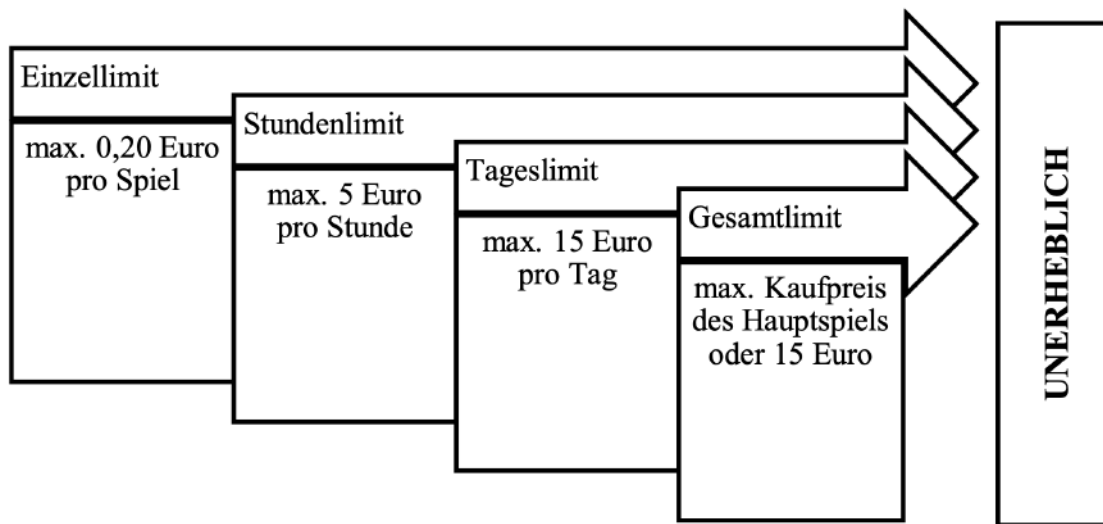 Einzellimit
max. 0,20 Euro
pro Spiel
Stundenlimit
max. 5 Euro
pro Stunde
Tageslimit
max. 15 Euro
pro Tag
Gesamtlimit
max. Kaufpreis
des Hauptspiels
oder 15 Euro
UNERHEBLICH